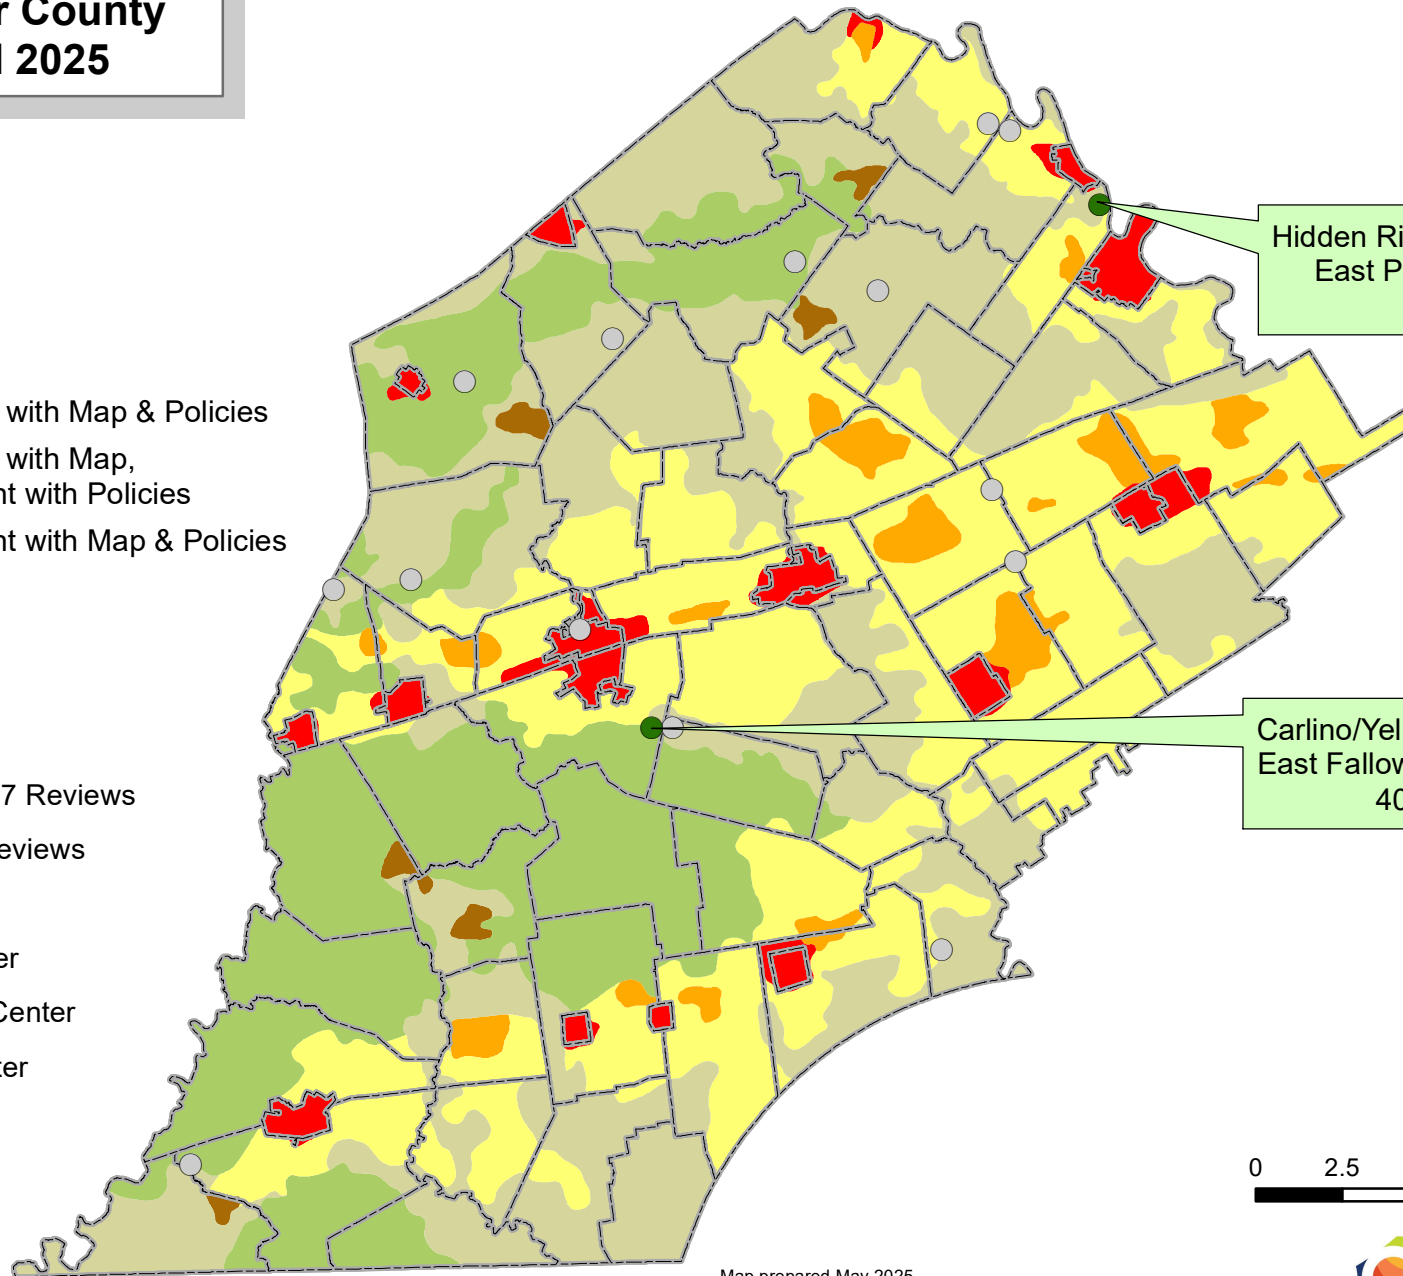 r County
2025
with Map & Policies
with Map,
nt with Policies
nt with Map & Policies
7 Reviews
eviews
er
Center
ter
Hidden Ri
East P
Carlino/Yel
East Fallow
40
0 2.5
Map prepared May 2025